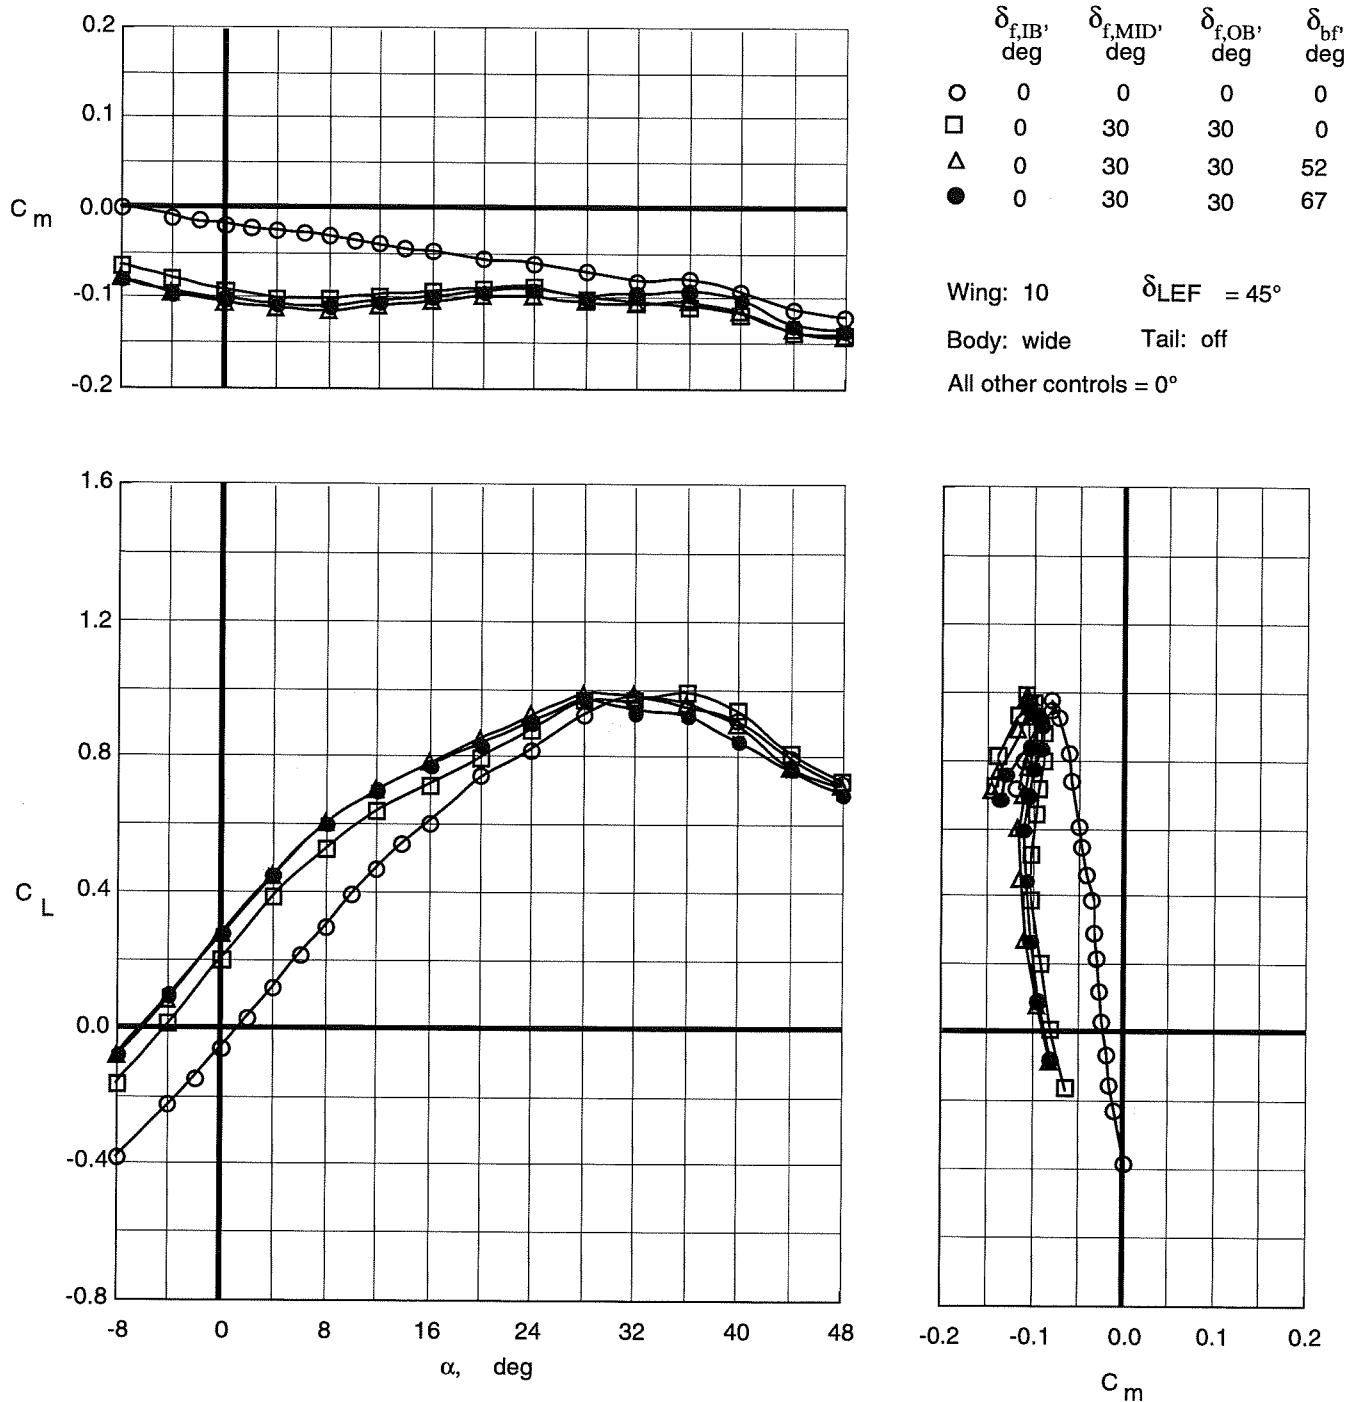 δf,IB, δf,MID, δf,OB, δbf,
deg deg deg deg
0 0 0 0
0 30 30 0
0 30 30 52
0 30 30 67
Wing: 10 δLEF = 45°
Body: wide Tail: off
All other controls = 0°
0.2
0.1
0.0
-0.1
-0.2
C m
1.6
1.2
0.8
0.4
0.0
-0.4
-0.8
C L
-8 0 8 16 24 32 40 48
α, deg
-0.2 -0.1 0.0 0.1 0.2
C m